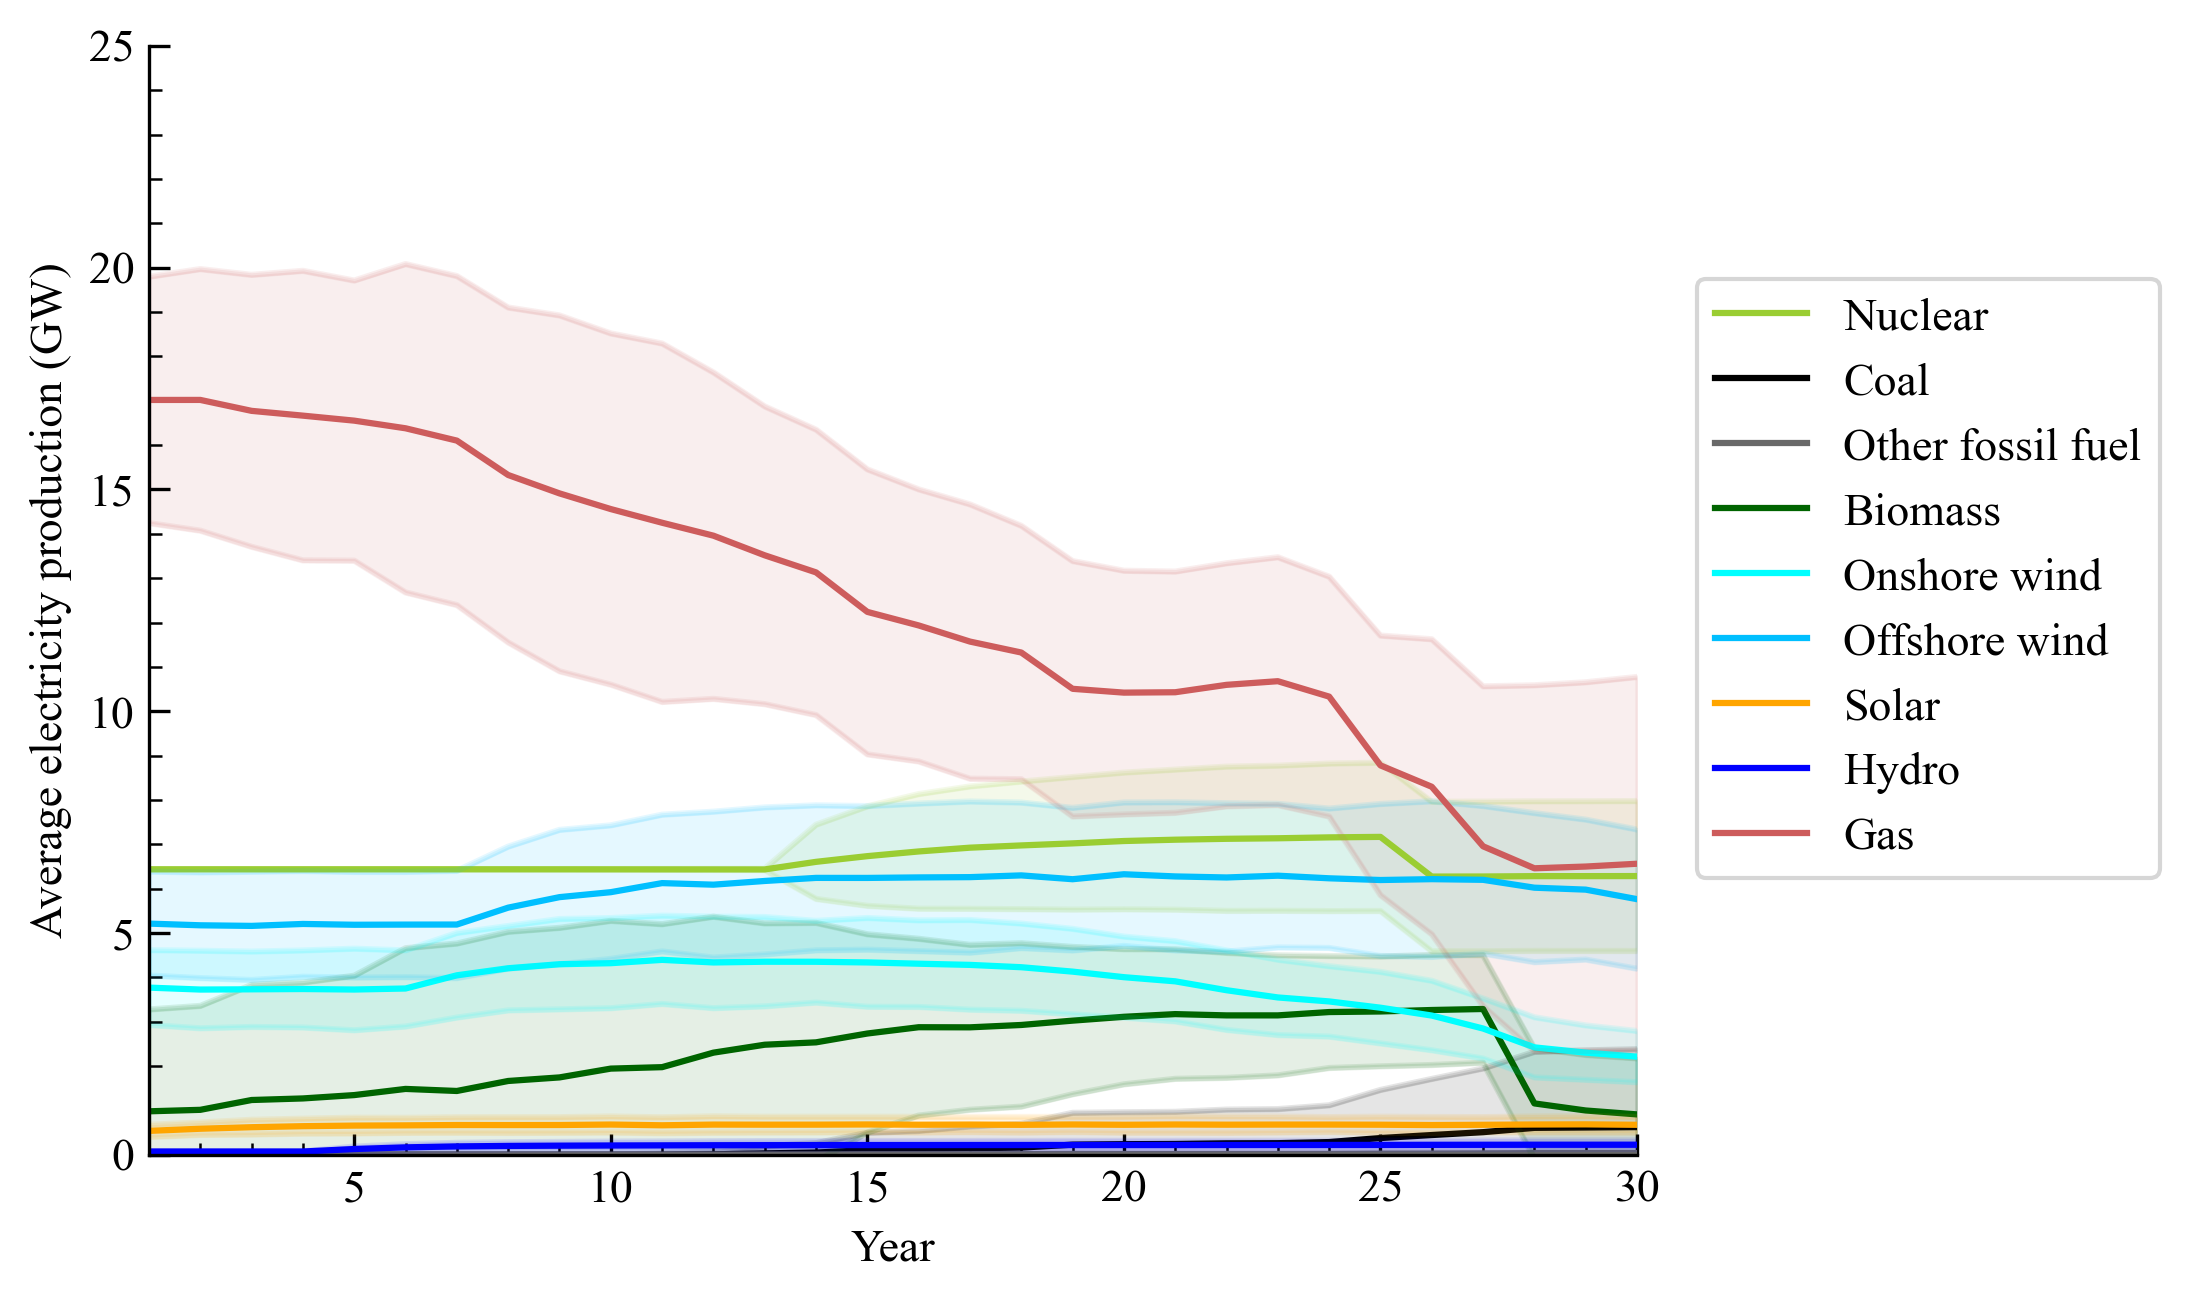 25
20
15
10
5
0
Average electricity production (GW)
5 10 15 20 25 30
Year
Nuclear
Coal
Other fossil fuel
Biomass
Onshore wind
Offshore wind
Solar
Hydro
Gas